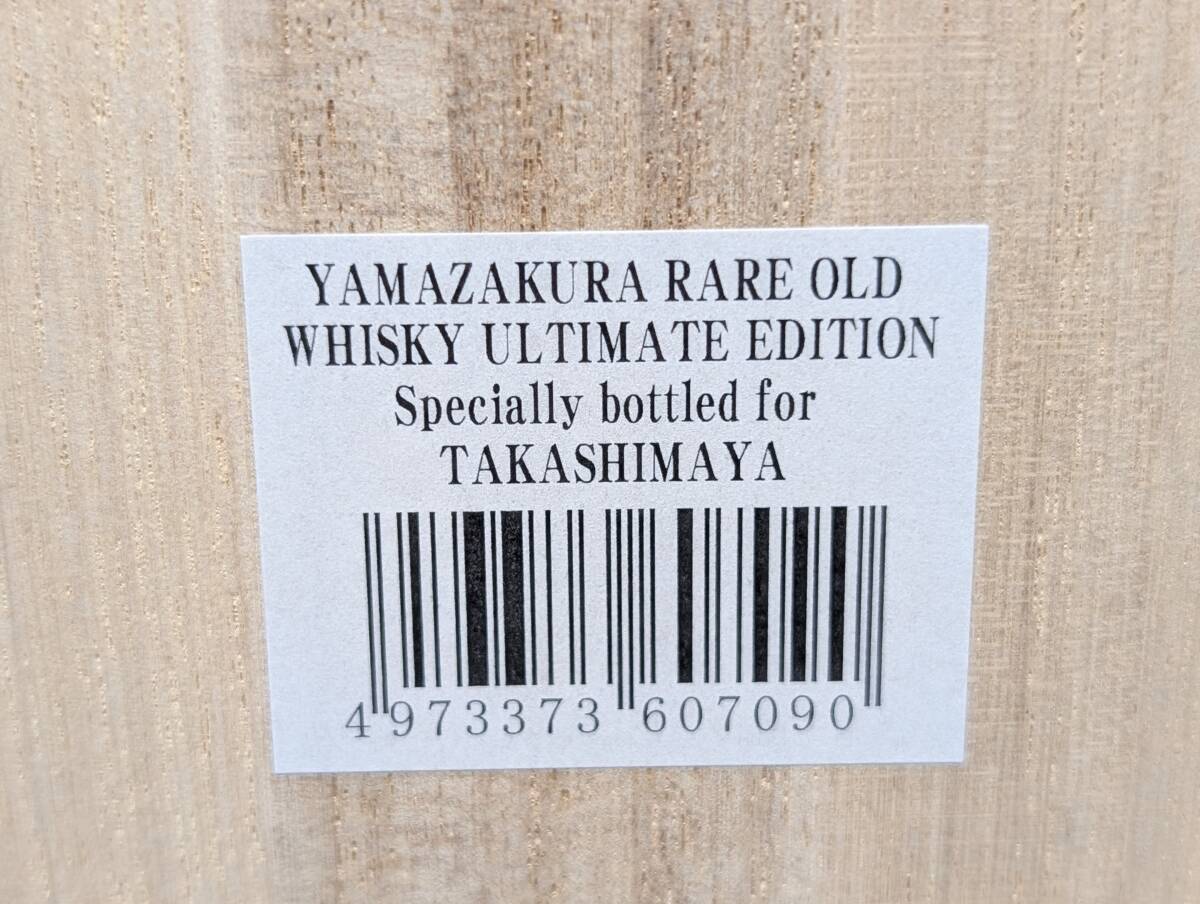 YAMAZAKURA RARE OLD
WHISKY ULTIMATE EDITION
Specially bottled for
TAKASHIMAYA
4 973373 607090